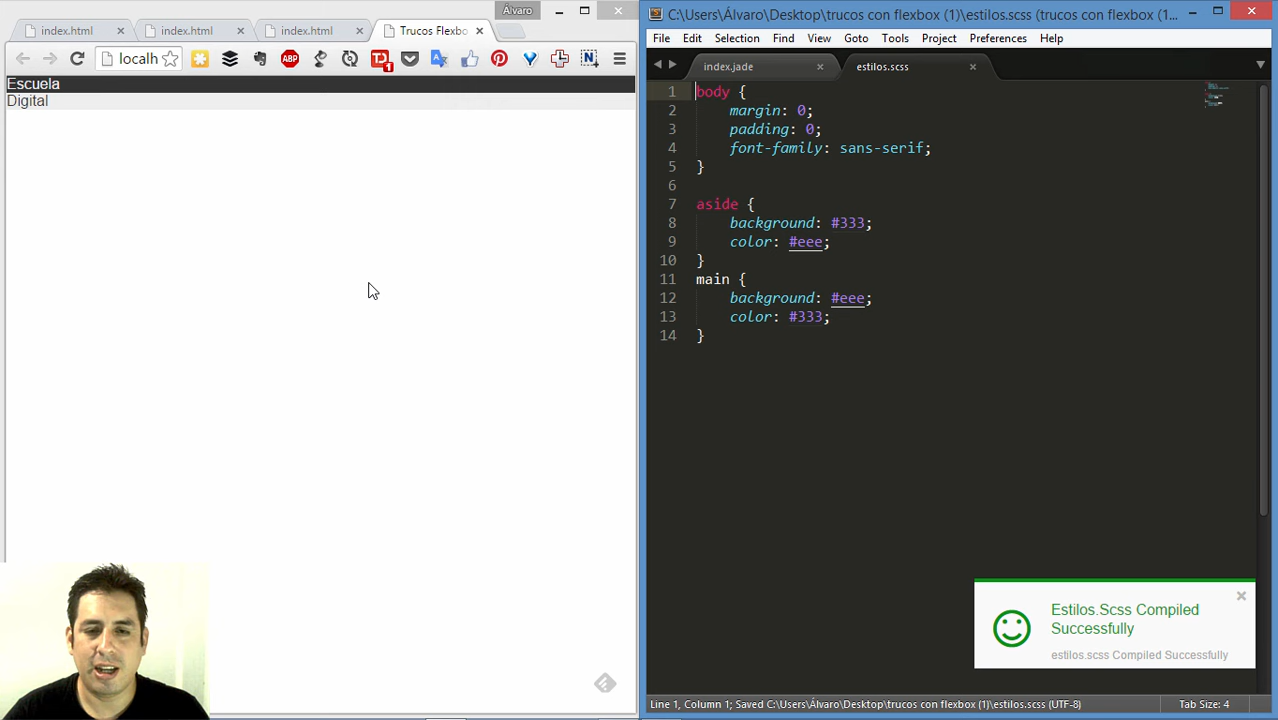 Alvaro
index.html
index.html
index.html
Trucos Flexbo
localh
ABP
TD
1
N
Escuela
Digital
C:\Users\Álvaro\Desktop\trucos con flexbox (1)\estilos.scss (trucos con flexbox (1...
File Edit Selection Find View Goto Tools Project Preferences Help
index.jade
estilos.scss
1 body {
2 margin: 0;
3 padding: 0;
4 font-family: sans-serif;
5 }
6
7 aside {
8 background: #333;
9 color: #eee;
10 }
11 main {
12 background: #eee;
13 color: #333;
14 }
Estilos.Scss Compiled
Successfully
estilos.scss Compiled Successfully
Line 1, Column 1; Saved C:\Users\Álvaro\Desktop\trucos con flexbox (1)\estilos.scss (UTF-8)
Tab Size: 4